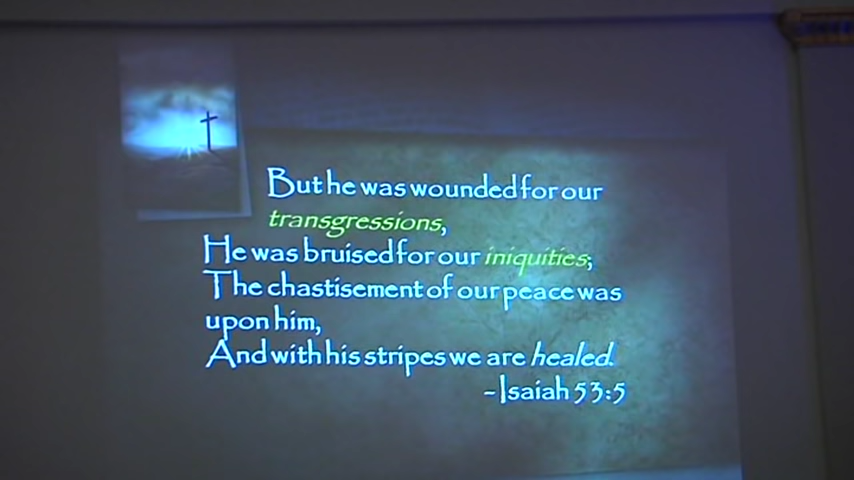 But he was wounded for our
transgressions,
He was bruised for our iniquities;
The chastisement of our peace was
upon him,
And with his stripes we are healed.
-Isaiah 53:5